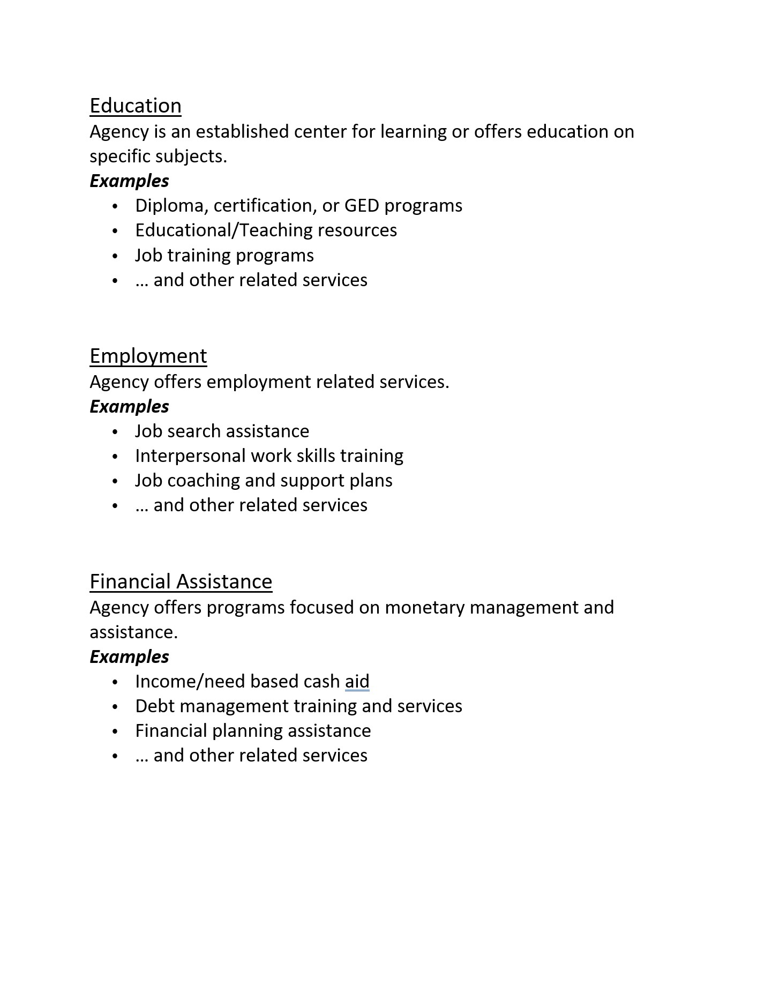 Education
Agency is an established center for learning or offers education on
specific subjects.
Examples
• Diploma, certification, or GED programs
• Educational/Teaching resources
• Job training programs
• … and other related services
Employment
Agency offers employment related services.
Examples
• Job search assistance
• Interpersonal work skills training
• Job coaching and support plans
• … and other related services
Financial Assistance
Agency offers programs focused on monetary management and
assistance.
Examples
• Income/need based cash aid
• Debt management training and services
• Financial planning assistance
• … and other related services